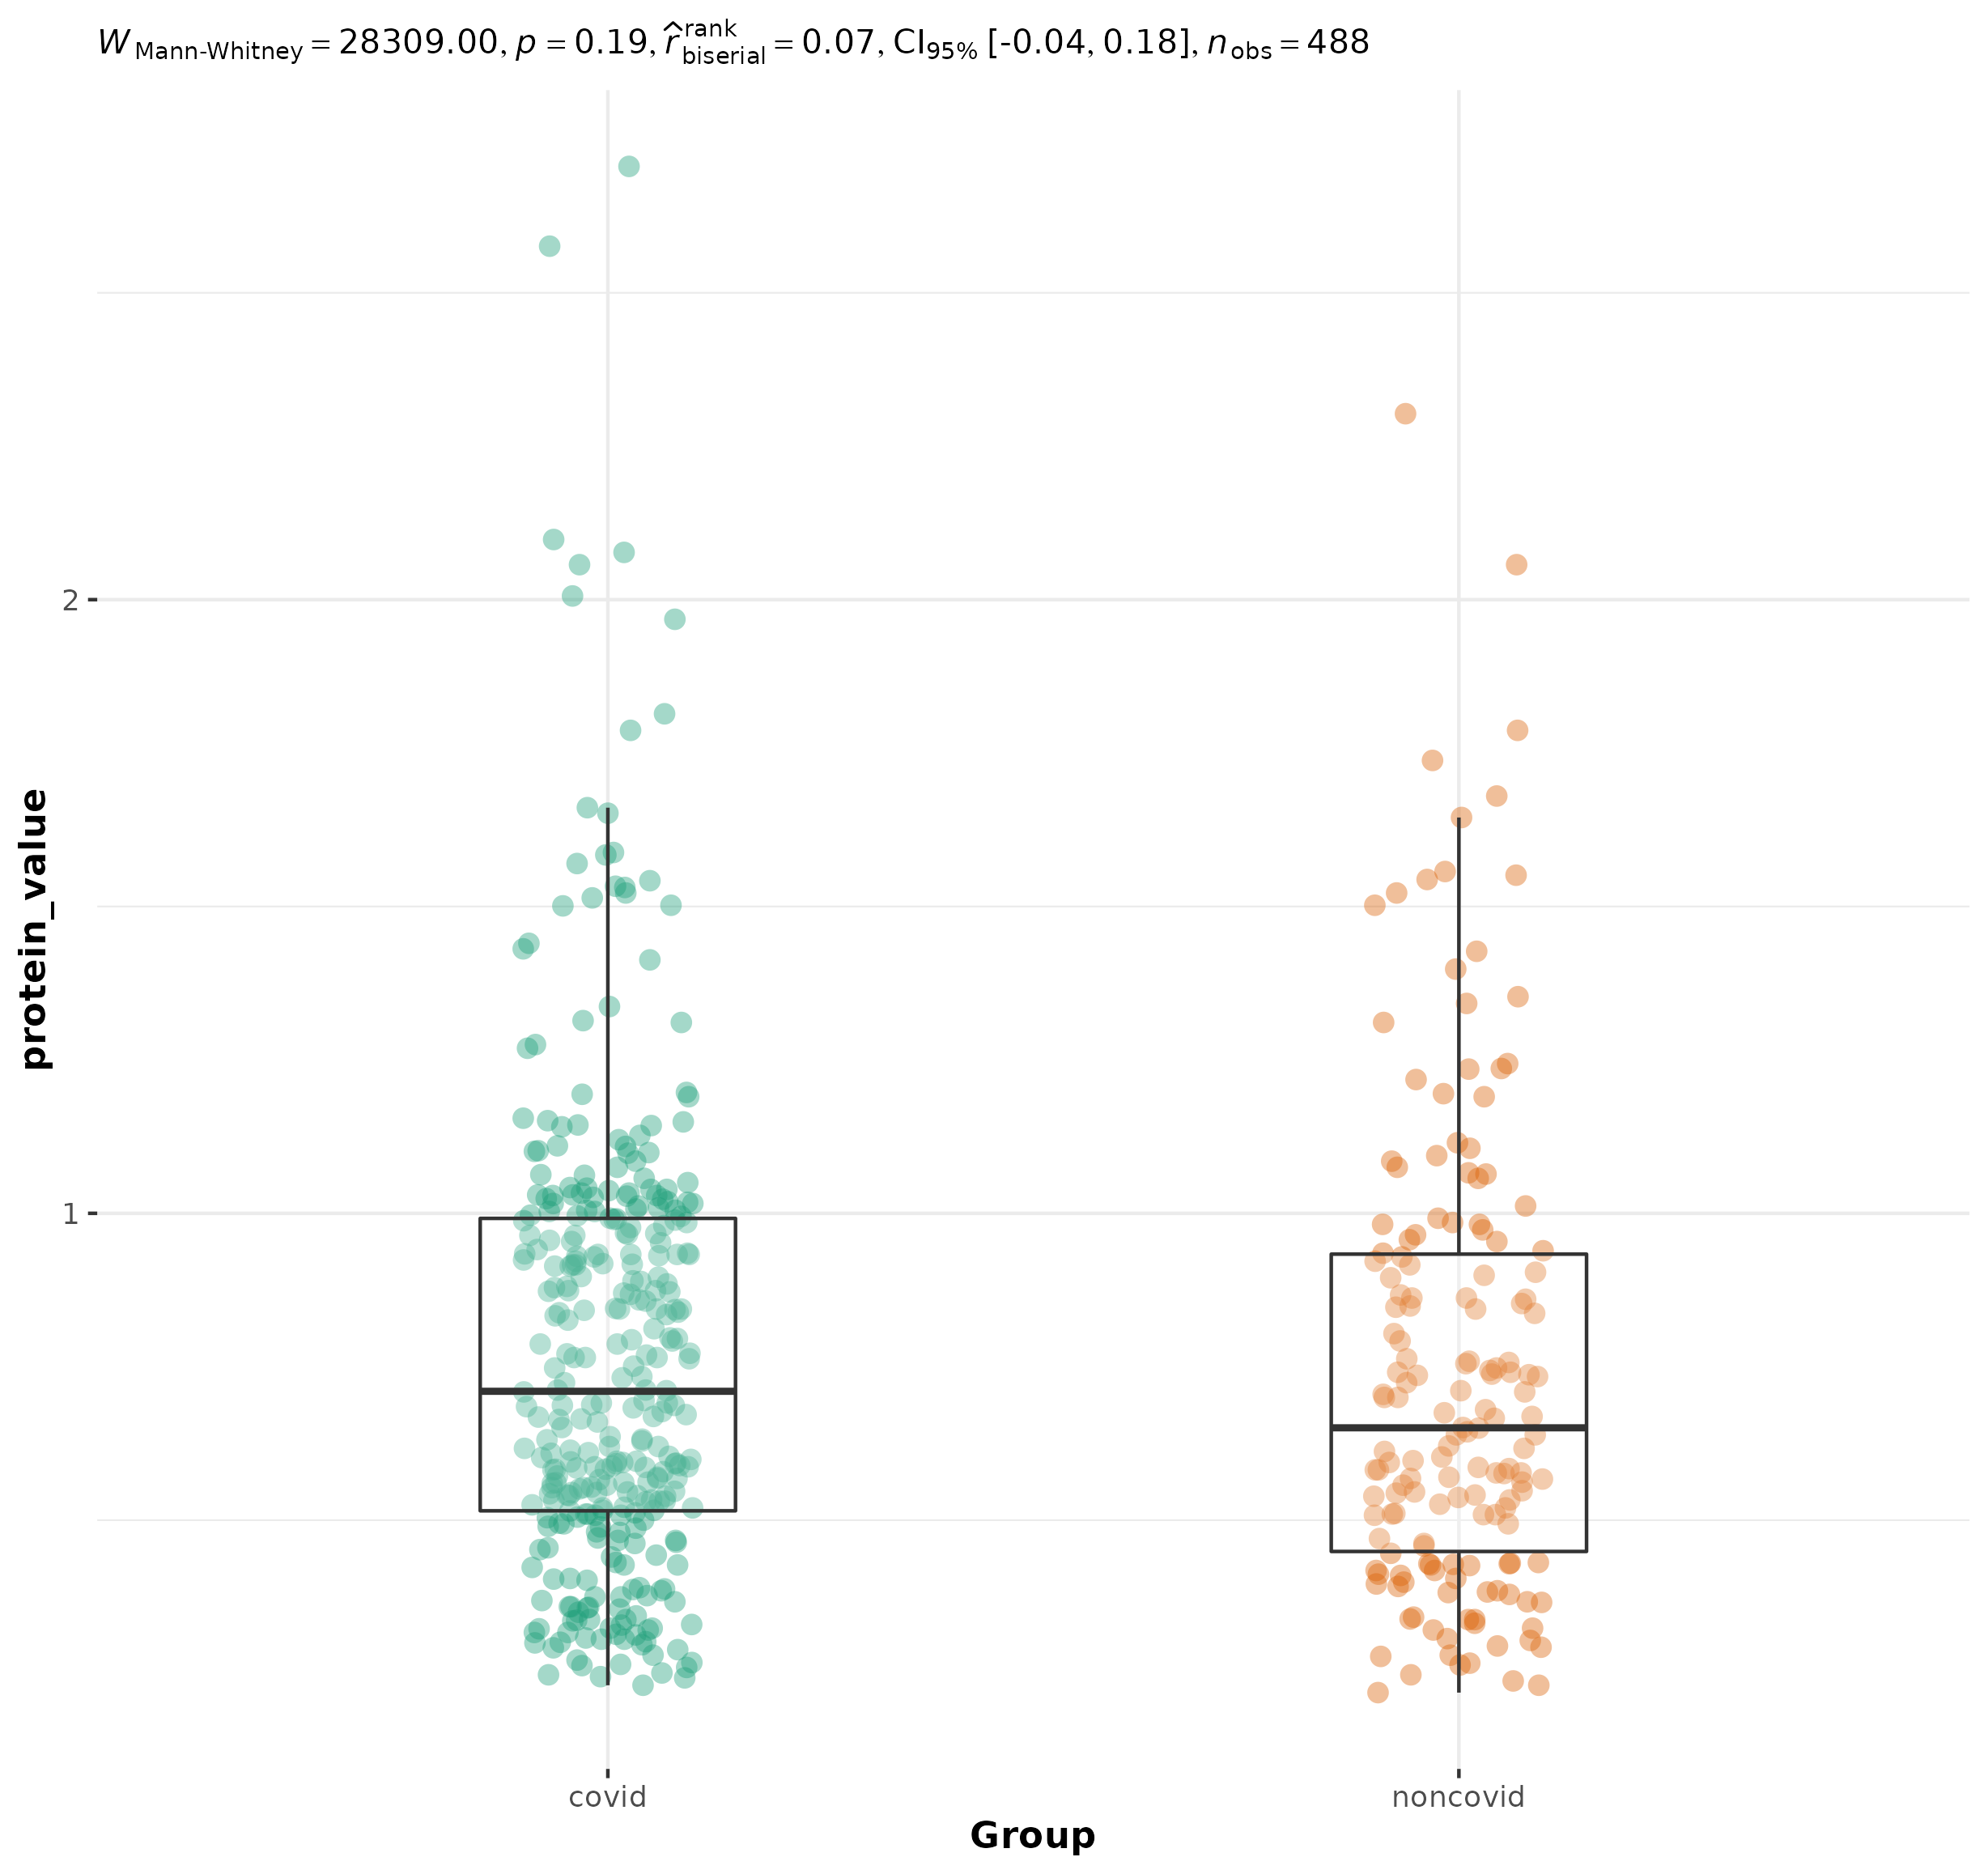 W Mann-Whitney = 28309.00, p = 0.19, r̂ rank biserial = 0.07, CI95% [-0.04, 0.18], n obs = 488
protein_value
2
1
covid noncovid
Group